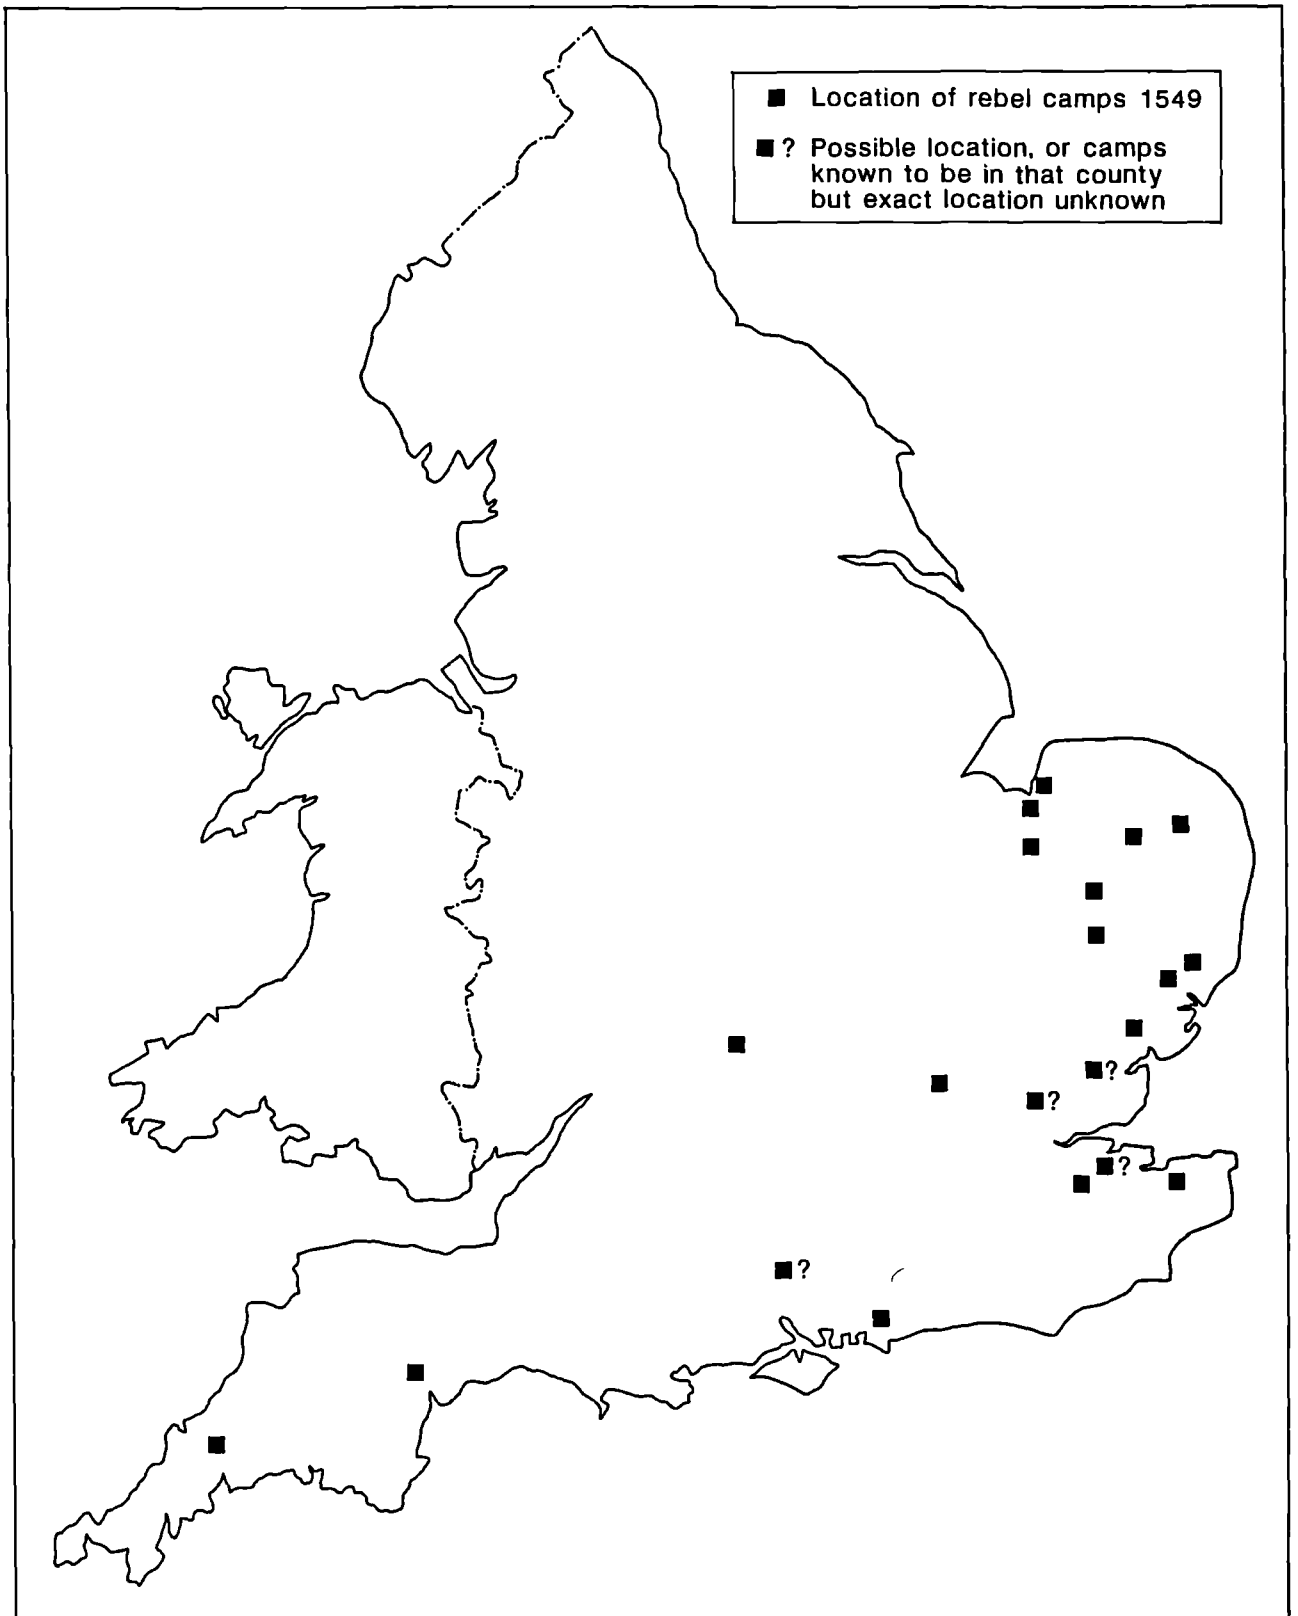 ■ Location of rebel camps 1549
■ ? Possible location, or camps
known to be in that county
but exact location unknown
?
?
?
?